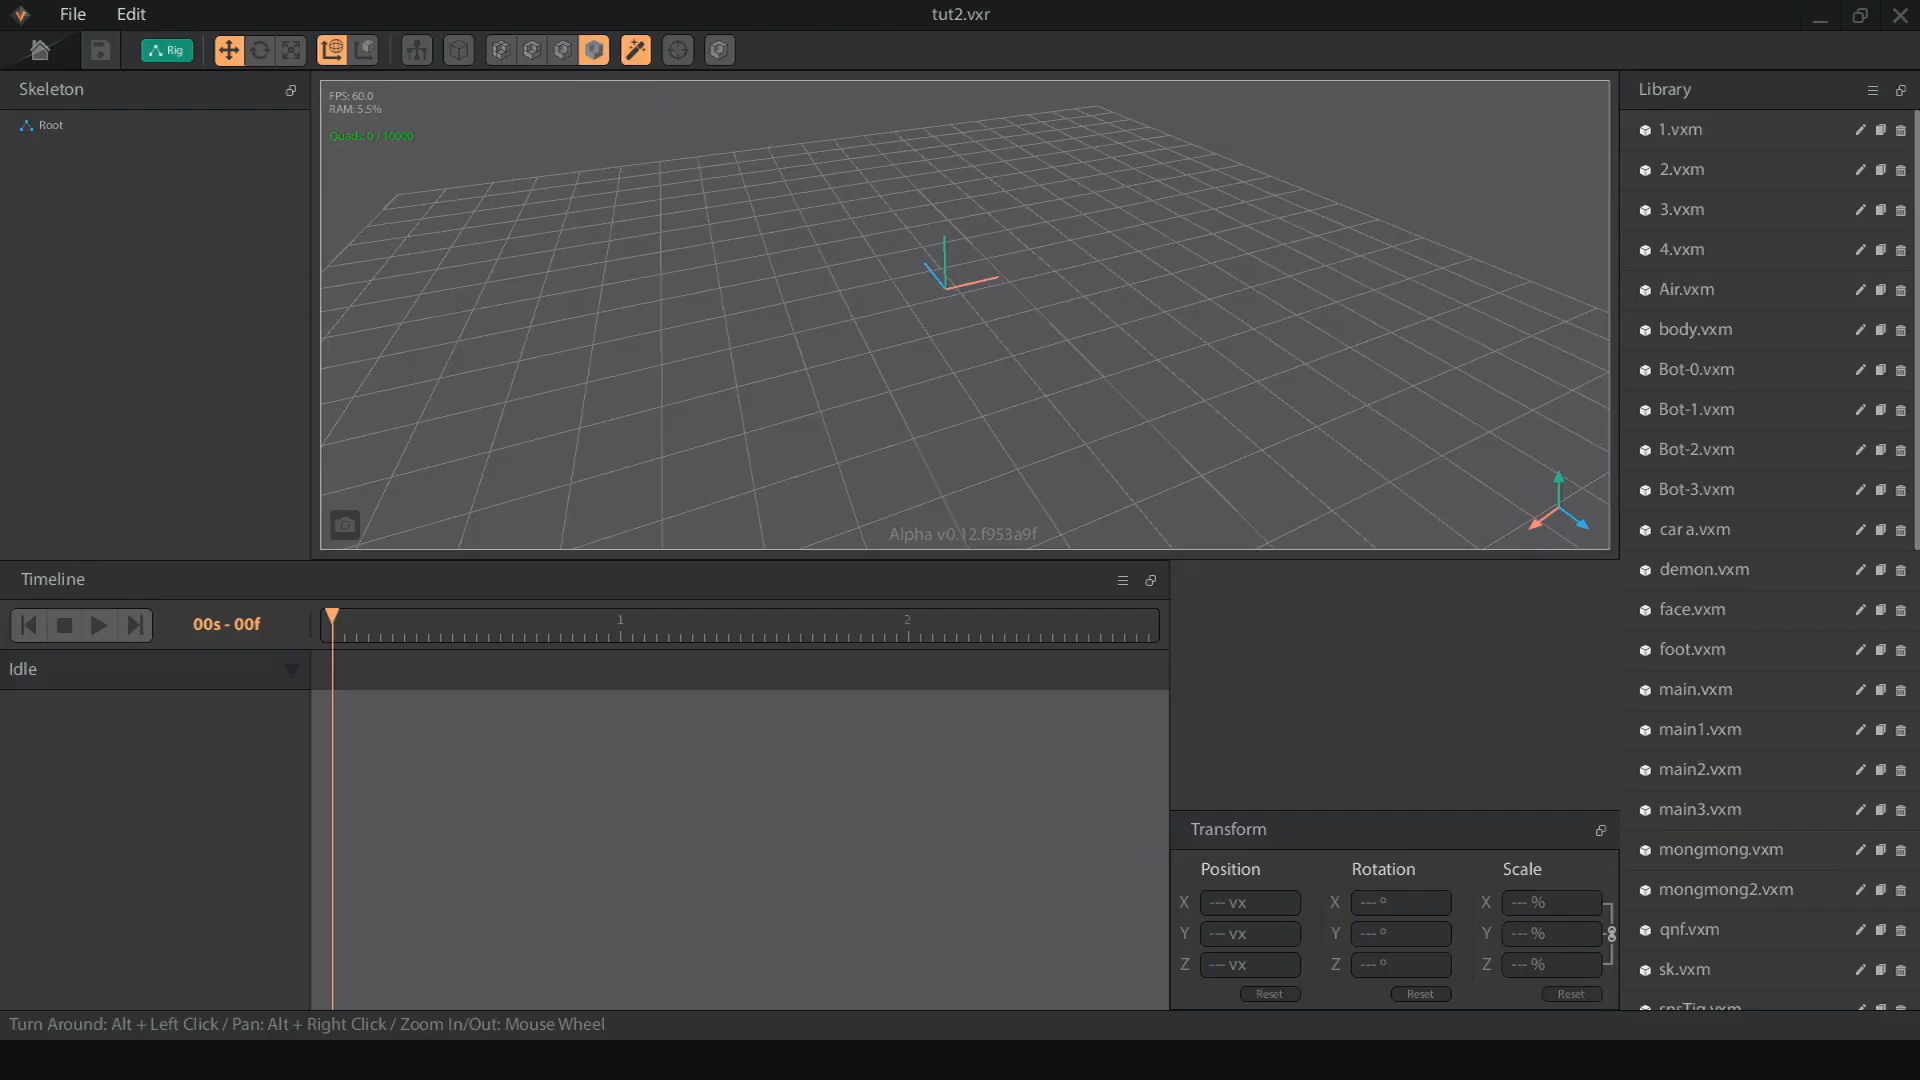 File Edit tut2.vxr
Rig
Skeleton
Root
FPS: 60.0
RAM: 5.5%
Quads: 0 / 10000
Alpha v0.12.f953a9f
Library
1.vxm
2.vxm
3.vxm
4.vxm
Air.vxm
body.vxm
Bot-0.vxm
Bot-1.vxm
Bot-2.vxm
Bot-3.vxm
car a.vxm
demon.vxm
face.vxm
foot.vxm
main.vxm
main1.vxm
main2.vxm
main3.vxm
mongmong.vxm
mongmong2.vxm
qnf.vxm
sk.vxm
Timeline
00s - 00f
1 2
Idle
Transform
Position Rotation Scale
X --- vx X --- º X --- %
Y --- vx Y --- º Y --- %
Z --- vx Z --- º Z --- %
Reset Reset Reset
Turn Around: Alt + Left Click / Pan: Alt + Right Click / Zoom In/Out: Mouse Wheel